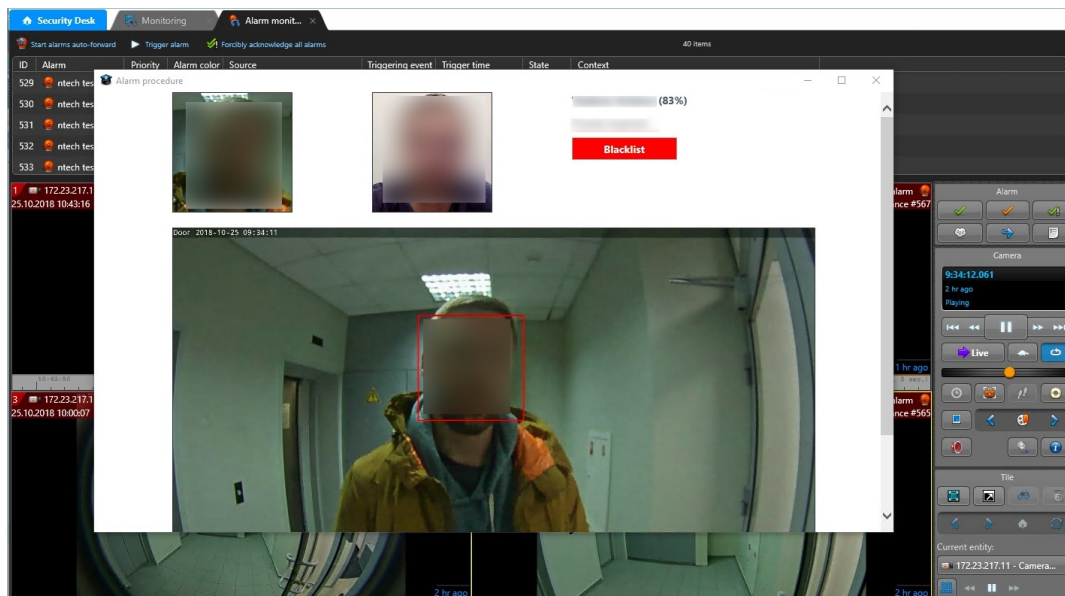 Security Desk
Monitoring
Alarm monit...
Start alarms auto-forward
Trigger alarm
Forcibly acknowledge all alarms
40 items
ID Alarm Priority Alarm color Source Triggering event Trigger time State Context
529 ntech tes
530 ntech tes
531 ntech tes
532 ntech tes
533 ntech tes
Alarm procedure
(83%)
Blacklist
Door 2018-10-25 09:34:11
1 172.23.217.1
25.10.2018 10:43:16
larm
nce #567
10:42:56
1 hr ago
3 172.23.217.1
25.10.2018 10:00:07
larm
nce #565
2 hr ago
2 hr ago
Alarm
Camera
9:34:12.061
2 hr ago
Playing
Live
Tile
Current entity:
172.23.217.11 - Camera...